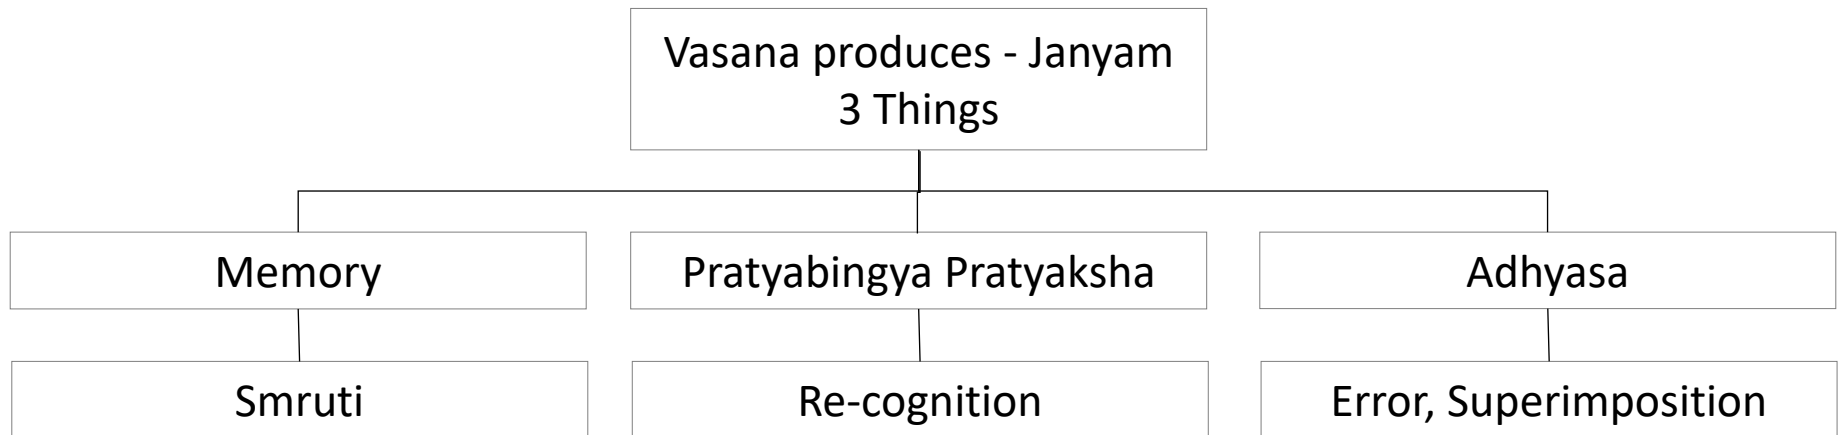 Vasana produces - Janyam
3 Things
Memory
Pratyabingya Pratyaksha
Adhyasa
Smruti
Re-cognition
Error, Superimposition